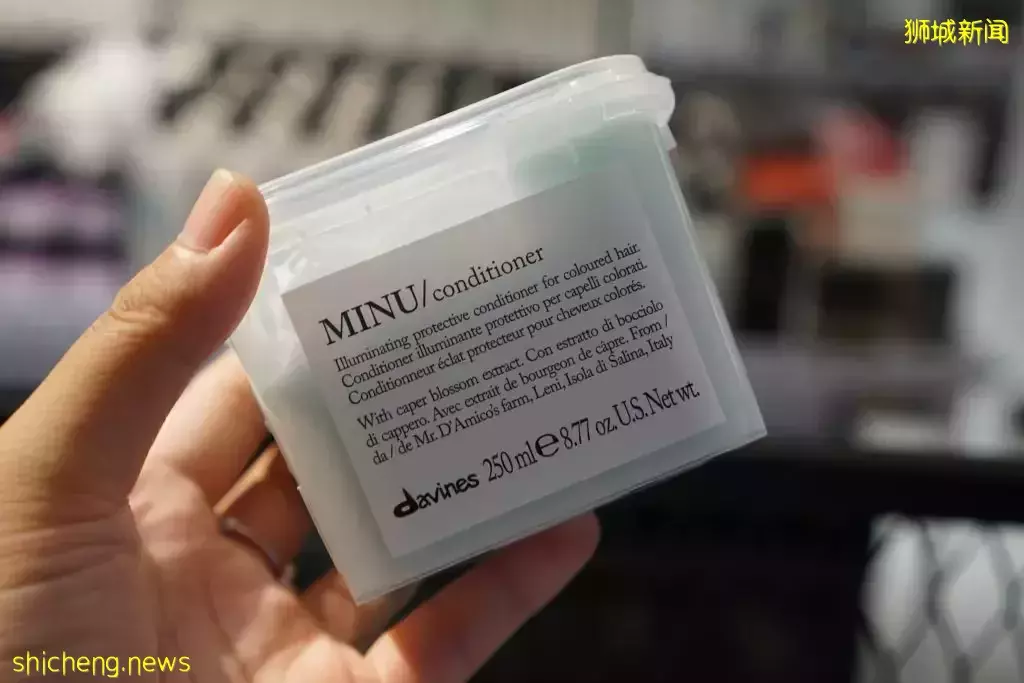 狮城新闻
MINU/conditioner
Illuminating protective conditioner for coloured hair.
Conditioner illuminante protettivo per capelli colorati.
Conditionneur éclat protecteur pour cheveux colorés.
With caper blossom extract. Con estratto di bocciolo
di cappero. Avec extrait de bourgeon de câpre. From /
da / de Mr. D'Amico's farm, Leni, Isola di Salina, Italy
davines 250 ml ℮ 8.77 oz. U.S. Net wt.
shicheng.news